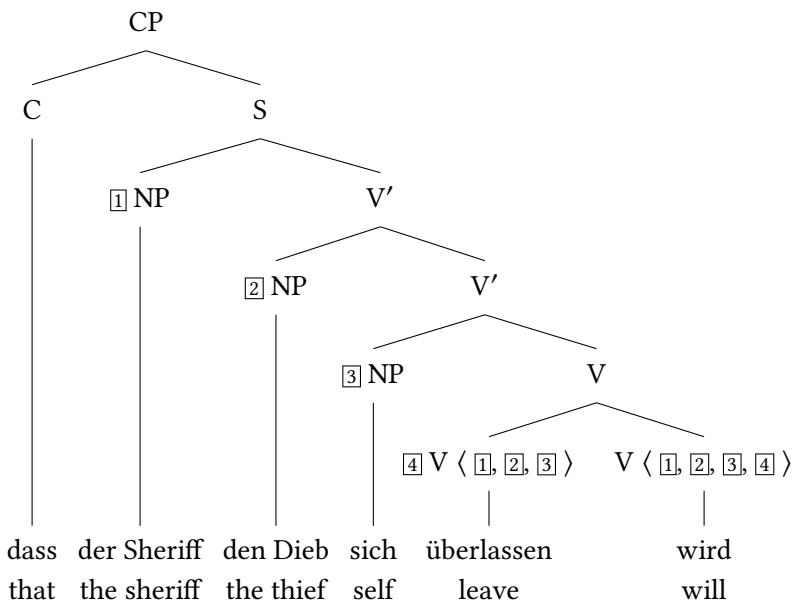 CP
C S
1 NP V′
2 NP V′
3 NP V
4 V ⟨ 1, 2, 3 ⟩ V ⟨ 1, 2, 3, 4 ⟩
dass der Sheriff den Dieb sich überlassen wird
that the sheriff the thief self leave will